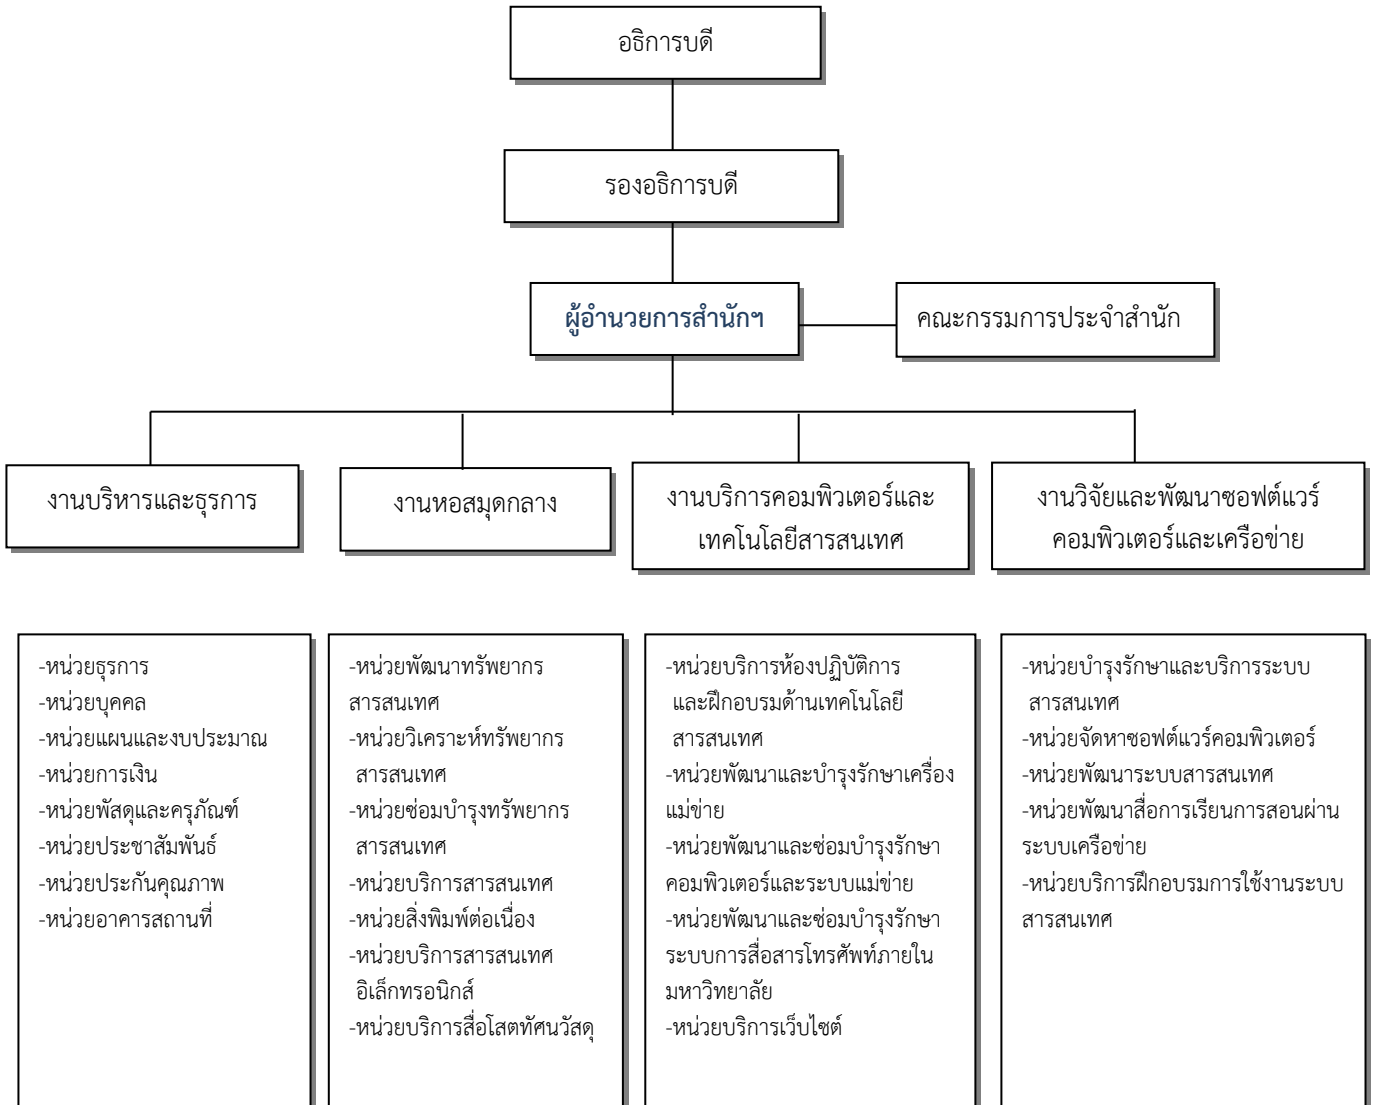 อธิการบดี
รองอธิการบดี
ผู้อำนวยการสำนักฯ
คณะกรรมการประจำสำนัก
งานบริหารและธุรการ
งานหอสมุดกลาง
งานบริการคอมพิวเตอร์และ
เทคโนโลยีสารสนเทศ
งานวิจัยและพัฒนาซอฟต์แวร์
คอมพิวเตอร์และเครือข่าย
-หน่วยธุรการ
-หน่วยบุคคล
-หน่วยแผนและงบประมาณ
-หน่วยการเงิน
-หน่วยพัสดุและครุภัณฑ์
-หน่วยประชาสัมพันธ์
-หน่วยประกันคุณภาพ
-หน่วยอาคารสถานที่
-หน่วยพัฒนาทรัพยากร
สารสนเทศ
-หน่วยวิเคราะห์ทรัพยากร
สารสนเทศ
-หน่วยซ่อมบำรุงทรัพยากร
สารสนเทศ
-หน่วยบริการสารสนเทศ
-หน่วยสิ่งพิมพ์ต่อเนื่อง
-หน่วยบริการสารสนเทศ
อิเล็กทรอนิกส์
-หน่วยบริการสื่อโสตทัศนวัสดุ
-หน่วยบริการห้องปฏิบัติการ
และฝึกอบรมด้านเทคโนโลยี
สารสนเทศ
-หน่วยพัฒนาและบำรุงรักษาเครื่อง
แม่ข่าย
-หน่วยพัฒนาและซ่อมบำรุงรักษา
คอมพิวเตอร์และระบบแม่ข่าย
-หน่วยพัฒนาและซ่อมบำรุงรักษา
ระบบการสื่อสารโทรศัพท์ภายใน
มหาวิทยาลัย
-หน่วยบริการเว็บไซต์
-หน่วยบำรุงรักษาและบริการระบบ
สารสนเทศ
-หน่วยจัดหาซอฟต์แวร์คอมพิวเตอร์
-หน่วยพัฒนาระบบสารสนเทศ
-หน่วยพัฒนาสื่อการเรียนการสอนผ่าน
ระบบเครือข่าย
-หน่วยบริการฝึกอบรมการใช้งานระบบ
สารสนเทศ